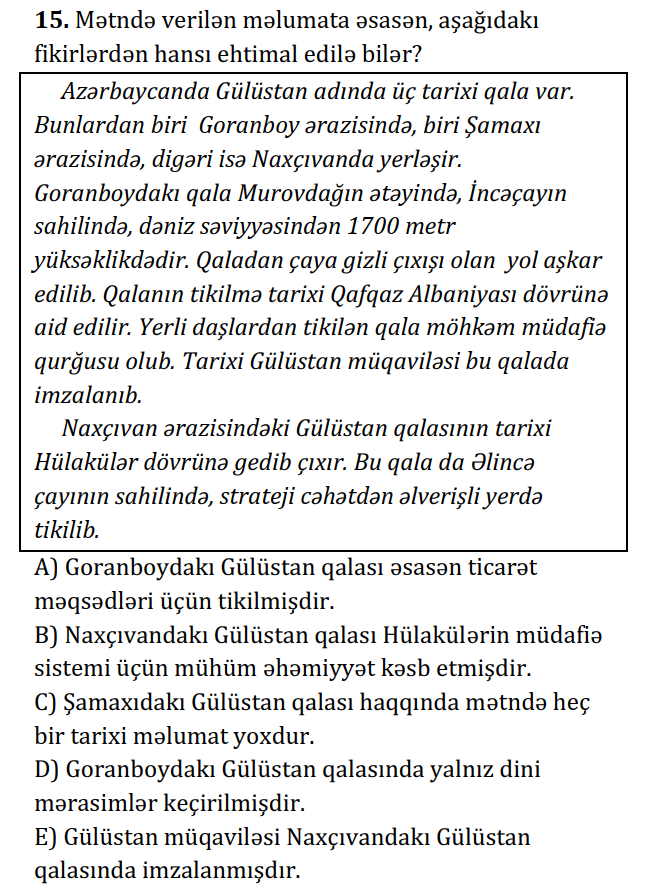 15. Mətndə verilən məlumata əsasən, aşağıdakı
fikirlərdən hansı ehtimal edilə bilər?
Azərbaycanda Gülüstan adında üç tarixi qala var.
Bunlardan biri Goranboy ərazisində, biri Şamaxı
ərazisində, digəri isə Naxçıvanda yerləşir.
Goranboydakı qala Murovdağın ətəyində, İncəçayın
sahilində, dəniz səviyyəsindən 1700 metr
yüksəklikdədir. Qaladan çaya gizli çıxışı olan yol aşkar
edilib. Qalanın tikilmə tarixi Qafqaz Albaniyası dövrünə
aid edilir. Yerli daşlardan tikilən qala möhkəm müdafiə
qurğusu olub. Tarixi Gülüstan müqaviləsi bu qalada
imzalanıb.
Naxçıvan ərazisindəki Gülüstan qalasının tarixi
Hülakülər dövrünə gedib çıxır. Bu qala da Əlincə
çayının sahilində, strateji cəhətdən əlverişli yerdə
tikilib.
A) Goranboydakı Gülüstan qalası əsasən ticarət
məqsədləri üçün tikilmişdir.
B) Naxçıvandakı Gülüstan qalası Hülakülərin müdafiə
sistemi üçün mühüm əhəmiyyət kəsb etmişdir.
C) Şamaxıdakı Gülüstan qalası haqqında mətndə heç
bir tarixi məlumat yoxdur.
D) Goranboydakı Gülüstan qalasında yalnız dini
mərasimlər keçirilmişdir.
E) Gülüstan müqaviləsi Naxçıvandakı Gülüstan
qalasında imzalanmışdır.